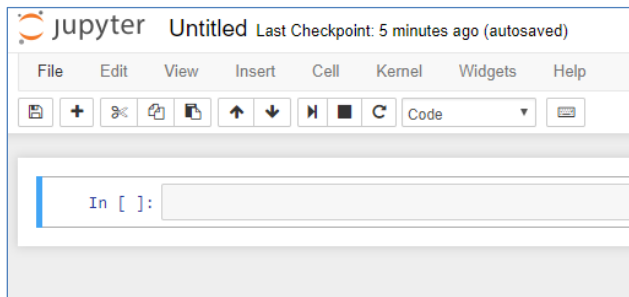 jupyter Untitled Last Checkpoint: 5 minutes ago (autosaved)
File Edit View Insert Cell Kernel Widgets Help
Code
In [ ]: